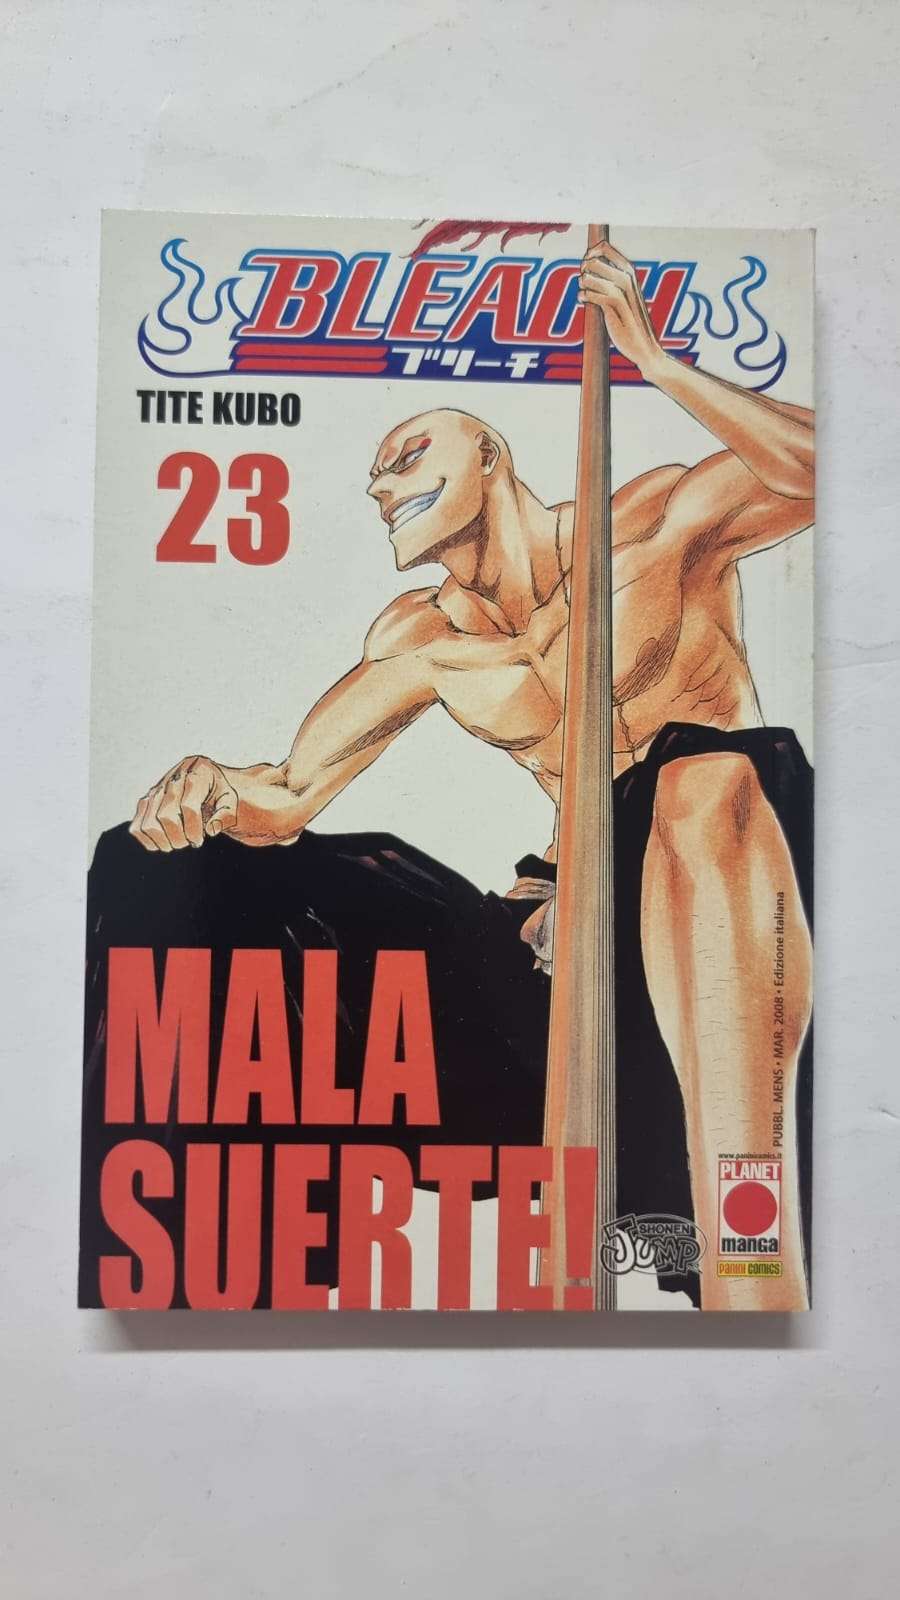 BLEACH
ブリーチ
TITE KUBO
23
MALA
SUERTE!
PUBBL. MENS • MAR. 2008 • Edizione italiana
www.paninicomics.it
PLANET
manga
PANINI COMICS
SHONEN
JUMP